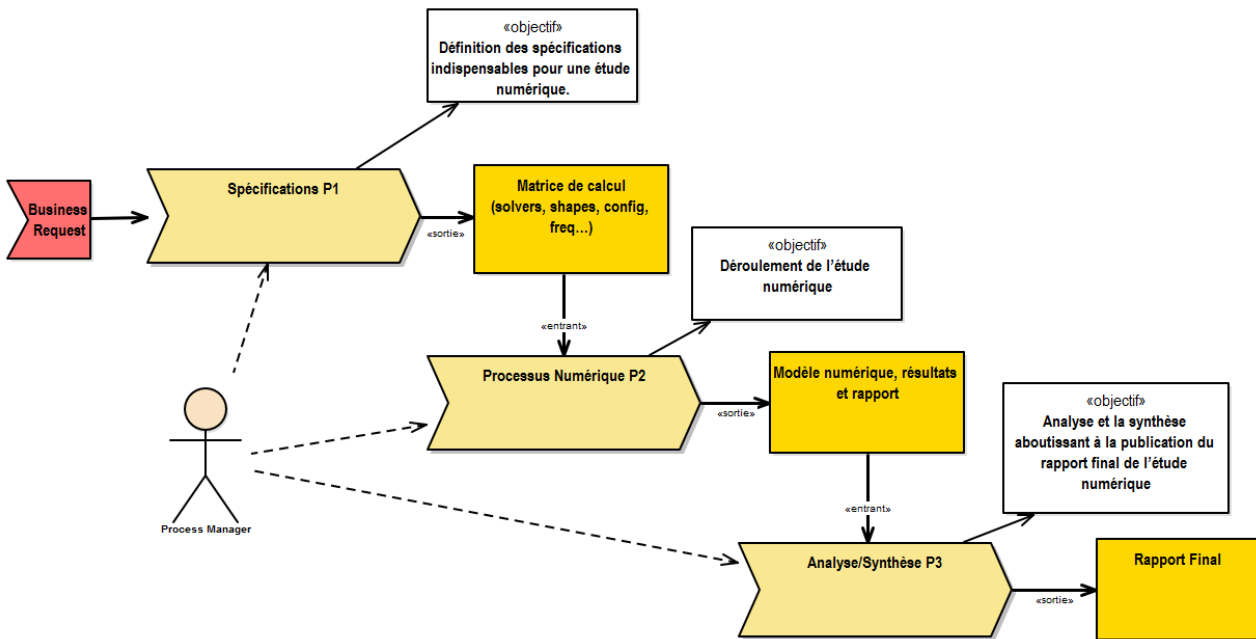 «objectif»
Définition des spécifications
indispensables pour une étude
numérique.
Business
Request
Spécifications P1
«sortie»
Matrice de calcul
(solvers, shapes, config,
freq...)
«objectif»
Déroulement de l'étude
numérique
«entrant»
Processus Numérique P2
«sortie»
Modèle numérique, résultats
et rapport
«objectif»
Analyse et la synthèse
aboutissant à la publication du
rapport final de l'étude
numérique
Process Manager
«entrant»
Analyse/Synthèse P3
«sortie»
Rapport Final